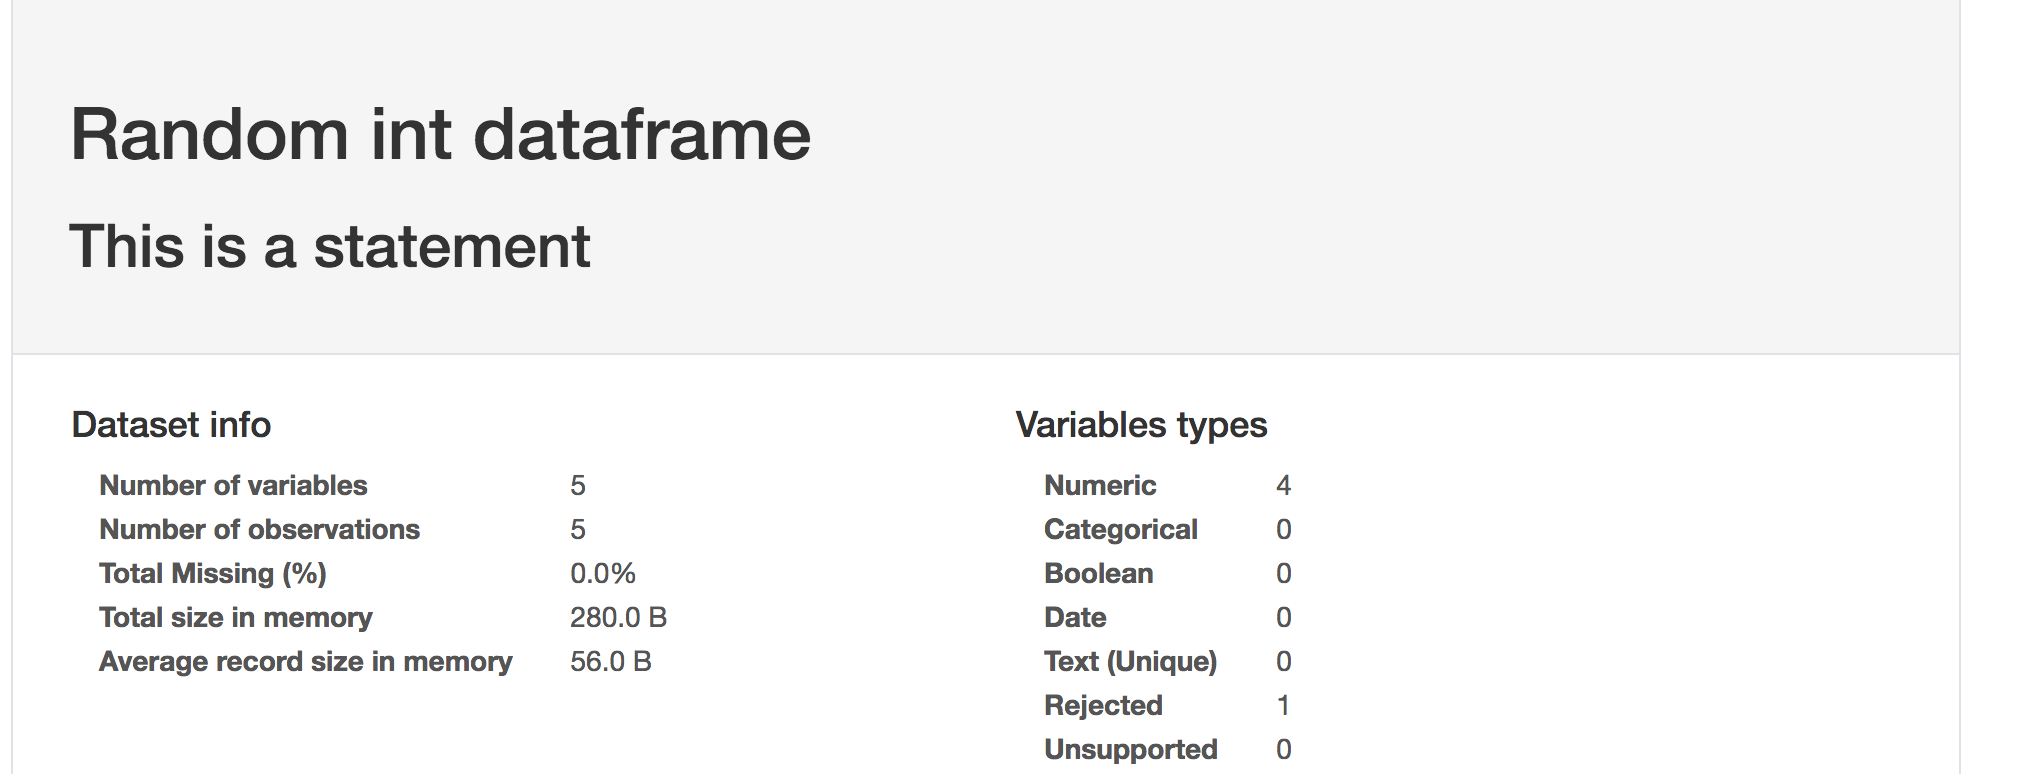 Random int dataframe
This is a statement
Dataset info
Number of variables 5
Number of observations 5
Total Missing (%) 0.0%
Total size in memory 280.0 B
Average record size in memory 56.0 B
Variables types
Numeric 4
Categorical 0
Boolean 0
Date 0
Text (Unique) 0
Rejected 1
Unsupported 0